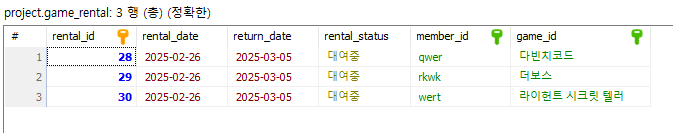 project.game_rental: 3 행 (총) (정확한)
# rental_id rental_date return_date rental_status member_id game_id
1 28 2025-02-26 2025-03-05 대여중 qwer 다빈치코드
2 29 2025-02-26 2025-03-05 대여중 rkwk 더보스
3 30 2025-02-26 2025-03-05 대여중 wert 라이헌트 시크릿 텔러